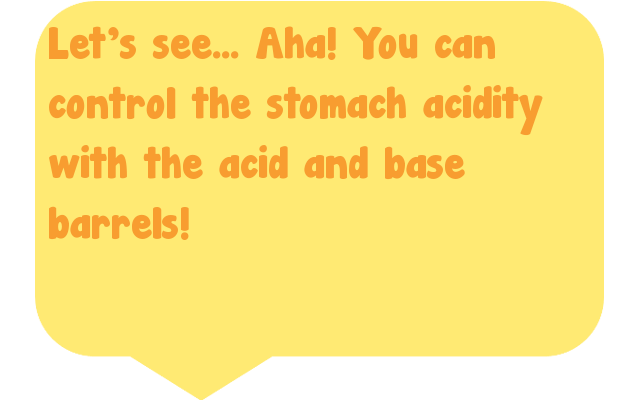 Let's see... Aha! You can
control the stomach acidity
with the acid and base
barrels!